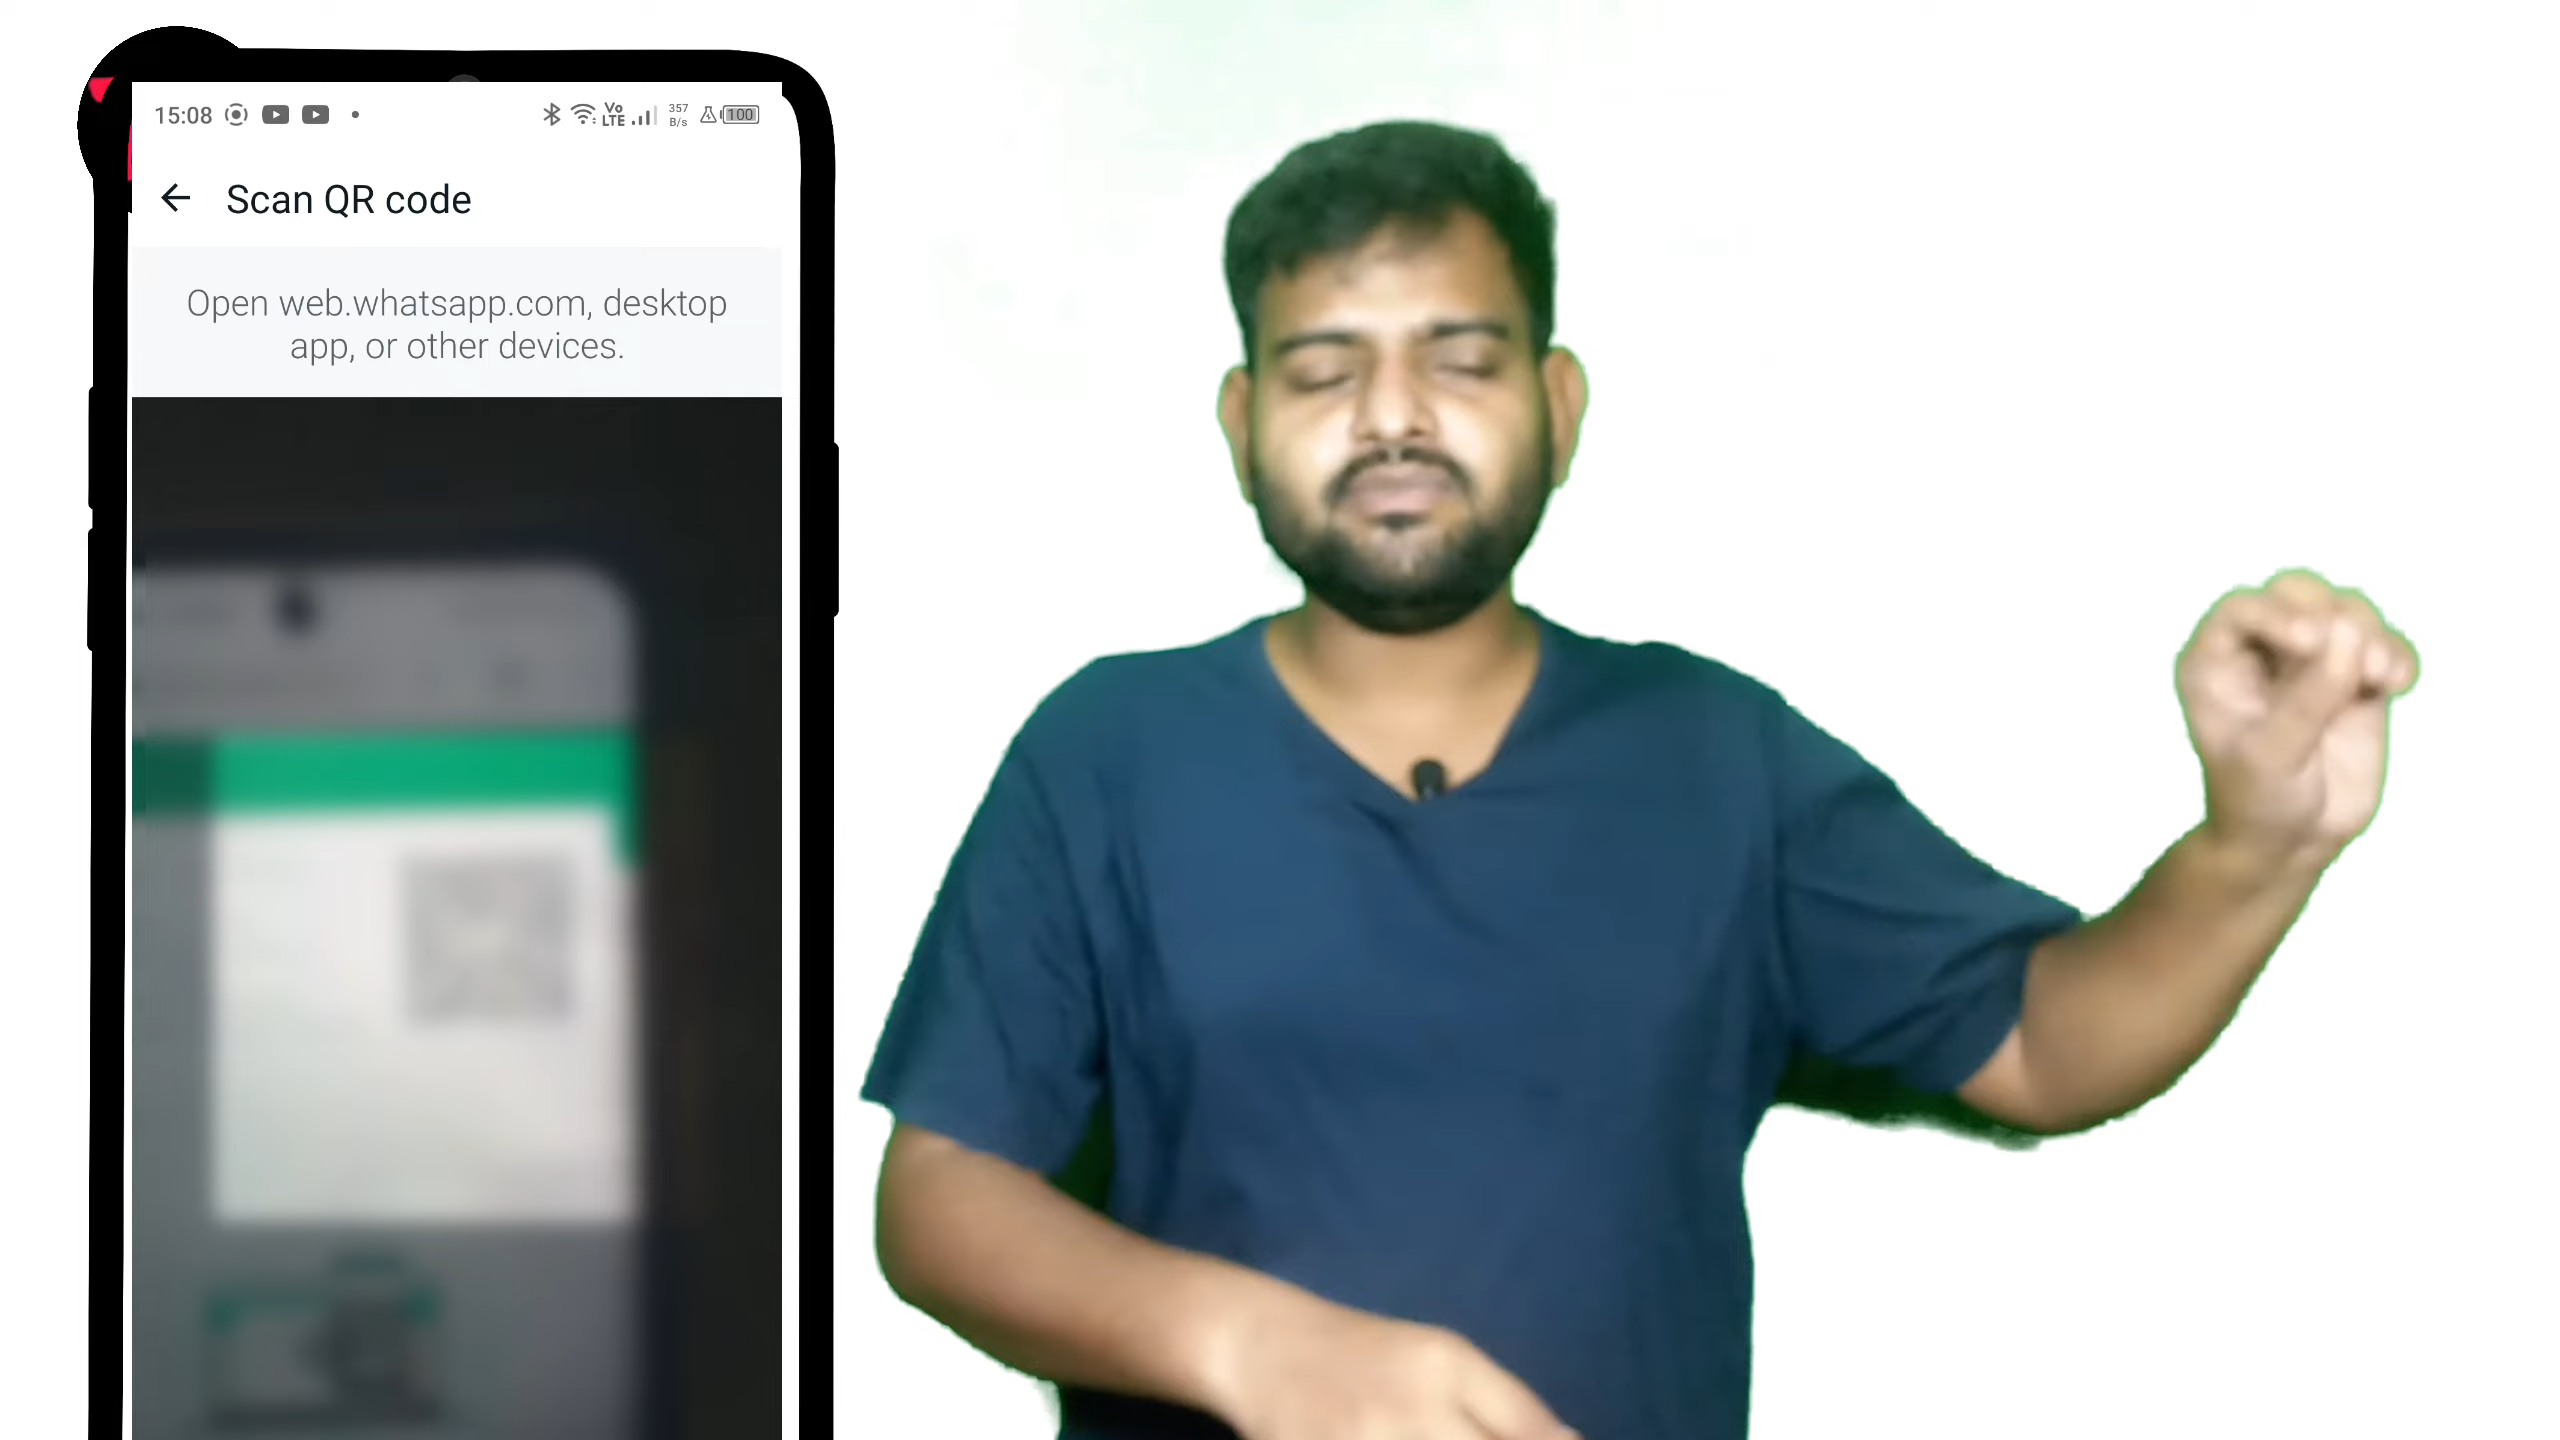 15:08 Vo LTE 357 B/s 100
Scan QR code
Open web.whatsapp.com, desktop
app, or other devices.